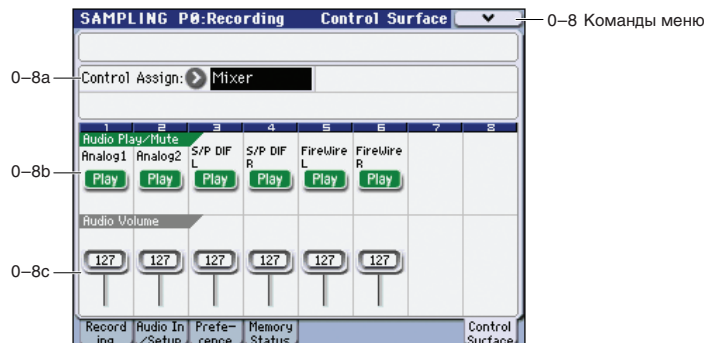 SAMPLING P0:Recording Control Surface
0–8 Команды меню
0–8a
Control Assign: Mixer
1 2 3 4 5 6 7 8
Audio Play/Mute
Analog1 Analog2 S/P DIF L S/P DIF R FireWire L FireWire R
0–8b
Play Play Play Play Play Play
Audio Volume
0–8c
127 127 127 127 127 127
Record Audio In Prefe- Memory Control
ing /Setup rence Status Surface